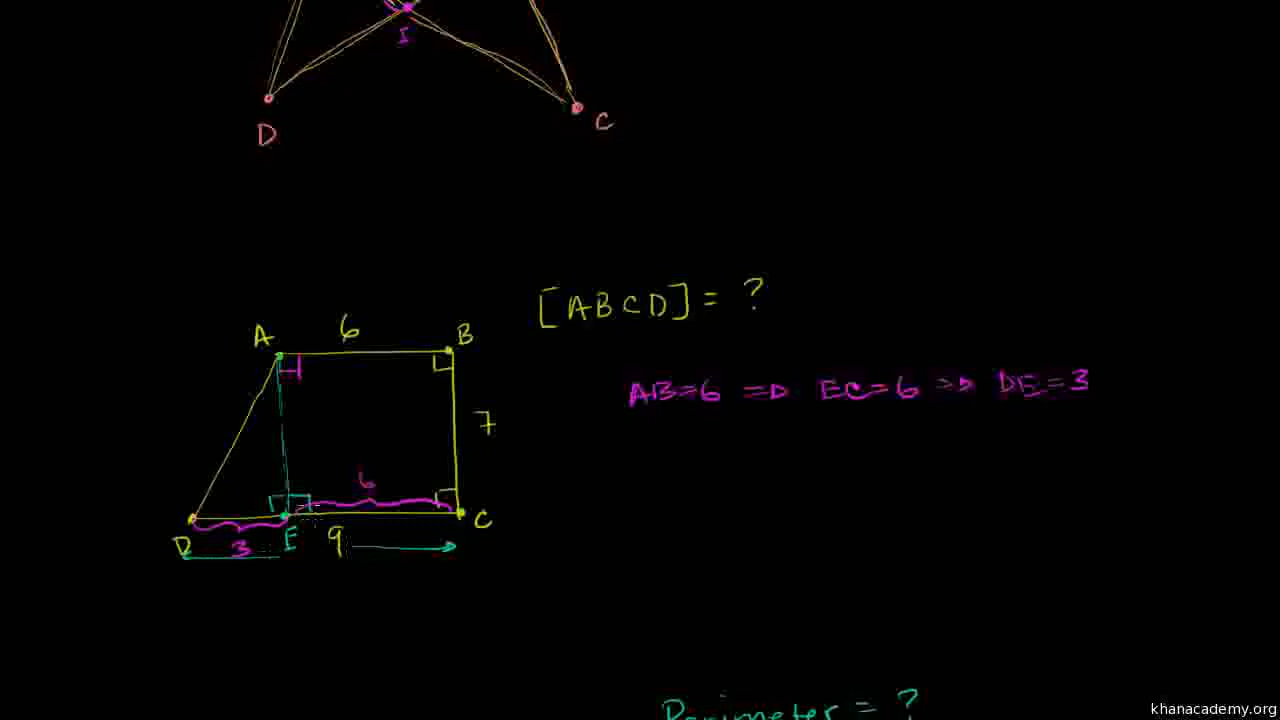 I
D
C
[ABCD] = ?
A 6 B
AB=6 ⇒ EC=6 ⇒ DE=3
7
6
D 3 E 9 C
Perimeter = ?
khanacademy.org